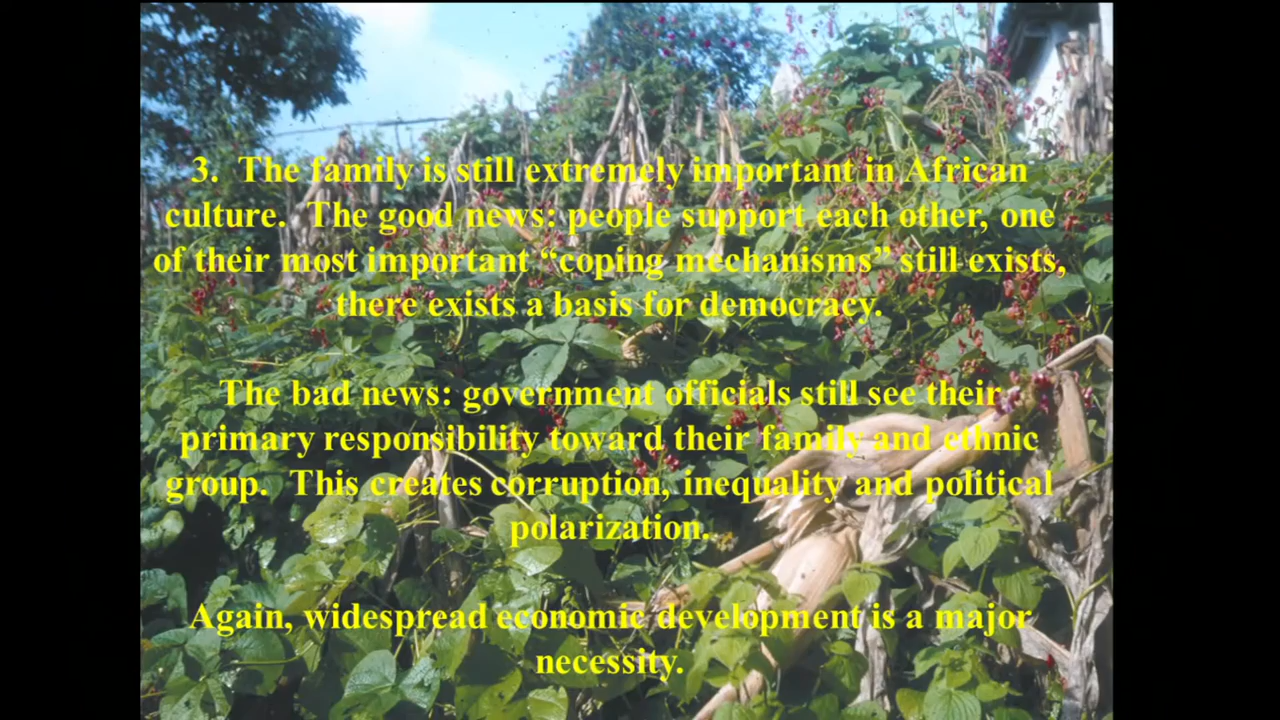 3.  The family is still extremely important in African
culture.  The good news: people support each other, one
of their most important “coping mechanisms” still exists,
there exists a basis for democracy.
The bad news: government officials still see their
primary responsibility toward their family and ethnic
group.  This creates corruption, inequality and political
polarization.
Again, widespread economic development is a major
necessity.